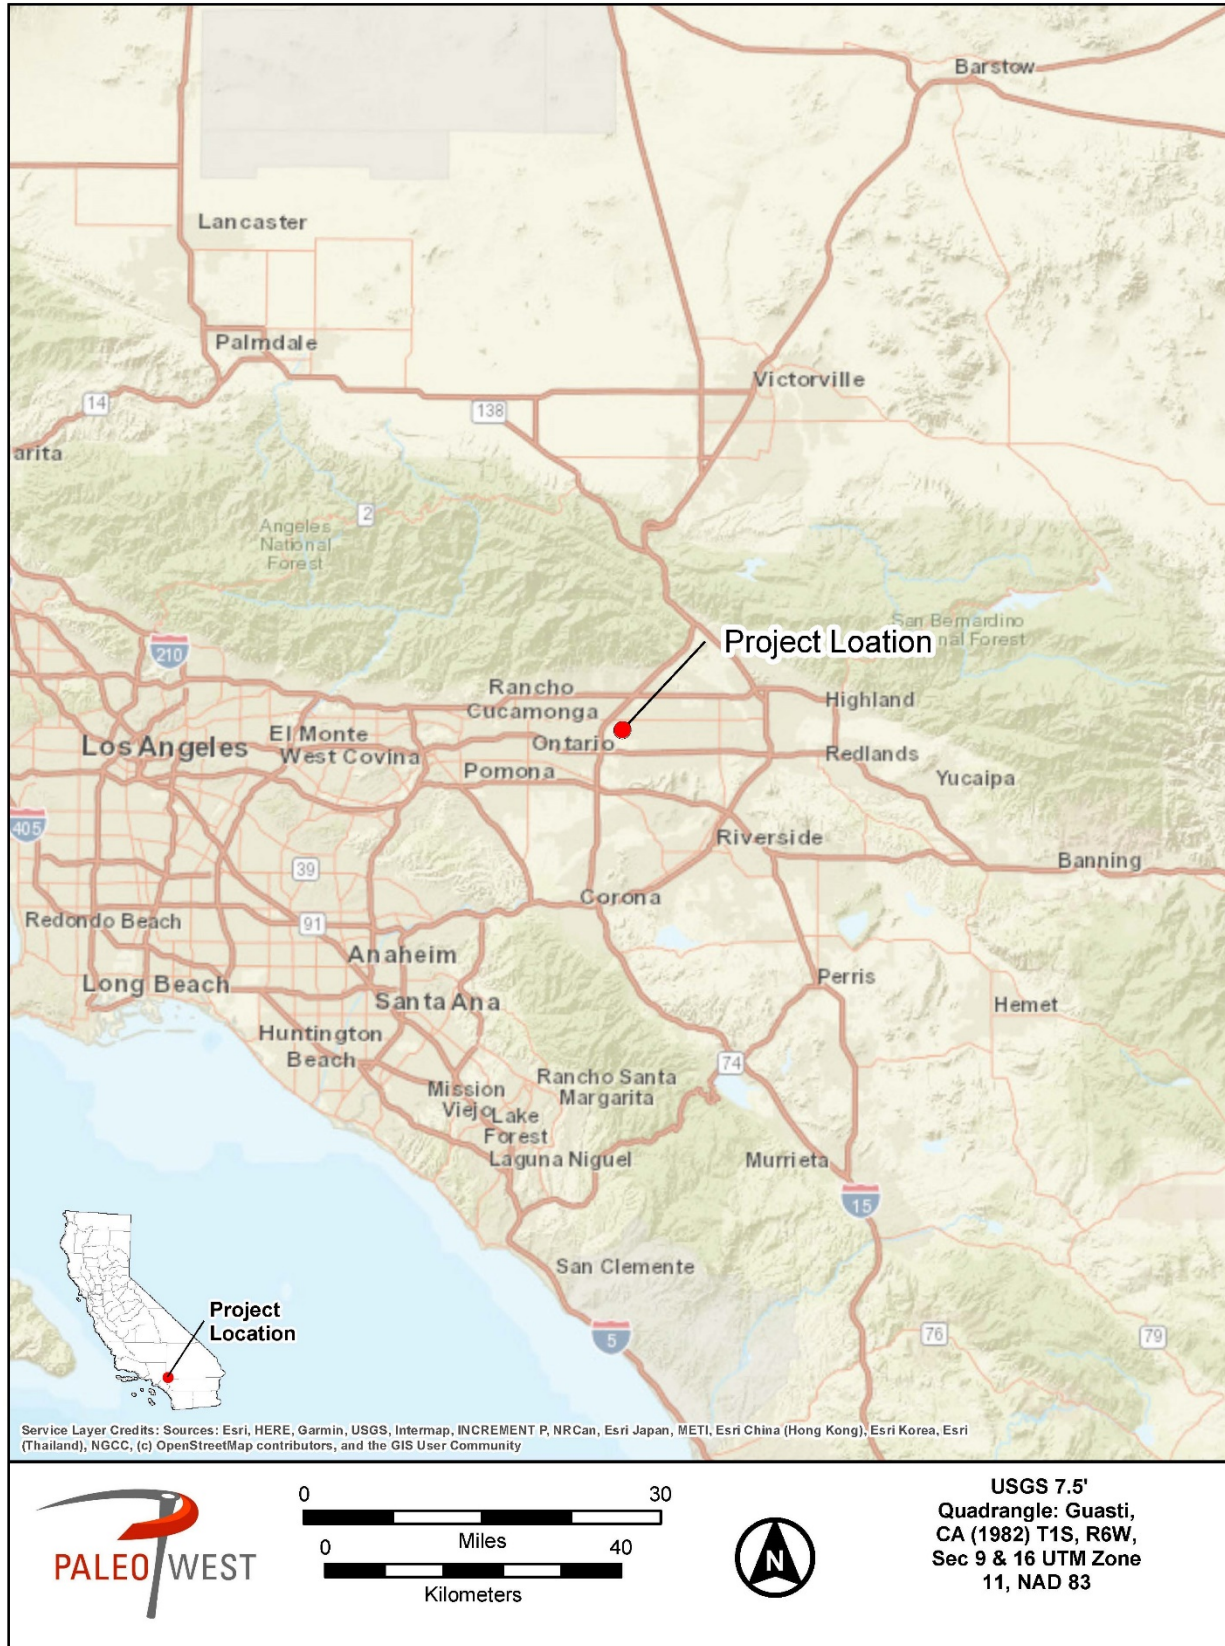 Barstow
Lancaster
Palmdale
Victorville
14
138
arita
2
Angeles
National
Forest
San Bernardino
nal Forest
Project Loation
210
Rancho
Cucamonga
Highland
El Monte
Los Angeles
West Covina
Ontario
Redlands
Pomona
Yucaipa
405
Riverside
Banning
39
Corona
Redondo Beach
91
Anaheim
Long Beach
Santa Ana
Perris
Hemet
Huntington
Beach
74
Mission
Viejo
Rancho Santa
Margarita
Lake
Forest
Laguna Niguel
Murrieta
15
San Clemente
5
76
79
Project
Location
Service Layer Credits: Sources: Esri, HERE, Garmin, USGS, Intermap, INCREMENT P, NRCan, Esri Japan, METI, Esri China (Hong Kong), Esri Korea, Esri
(Thailand), NGCC, (c) OpenStreetMap contributors, and the GIS User Community
PALEO WEST
0 30
Miles
0 40
Kilometers
N
USGS 7.5'
Quadrangle: Guasti,
CA (1982) T1S, R6W,
Sec 9 & 16 UTM Zone
11, NAD 83